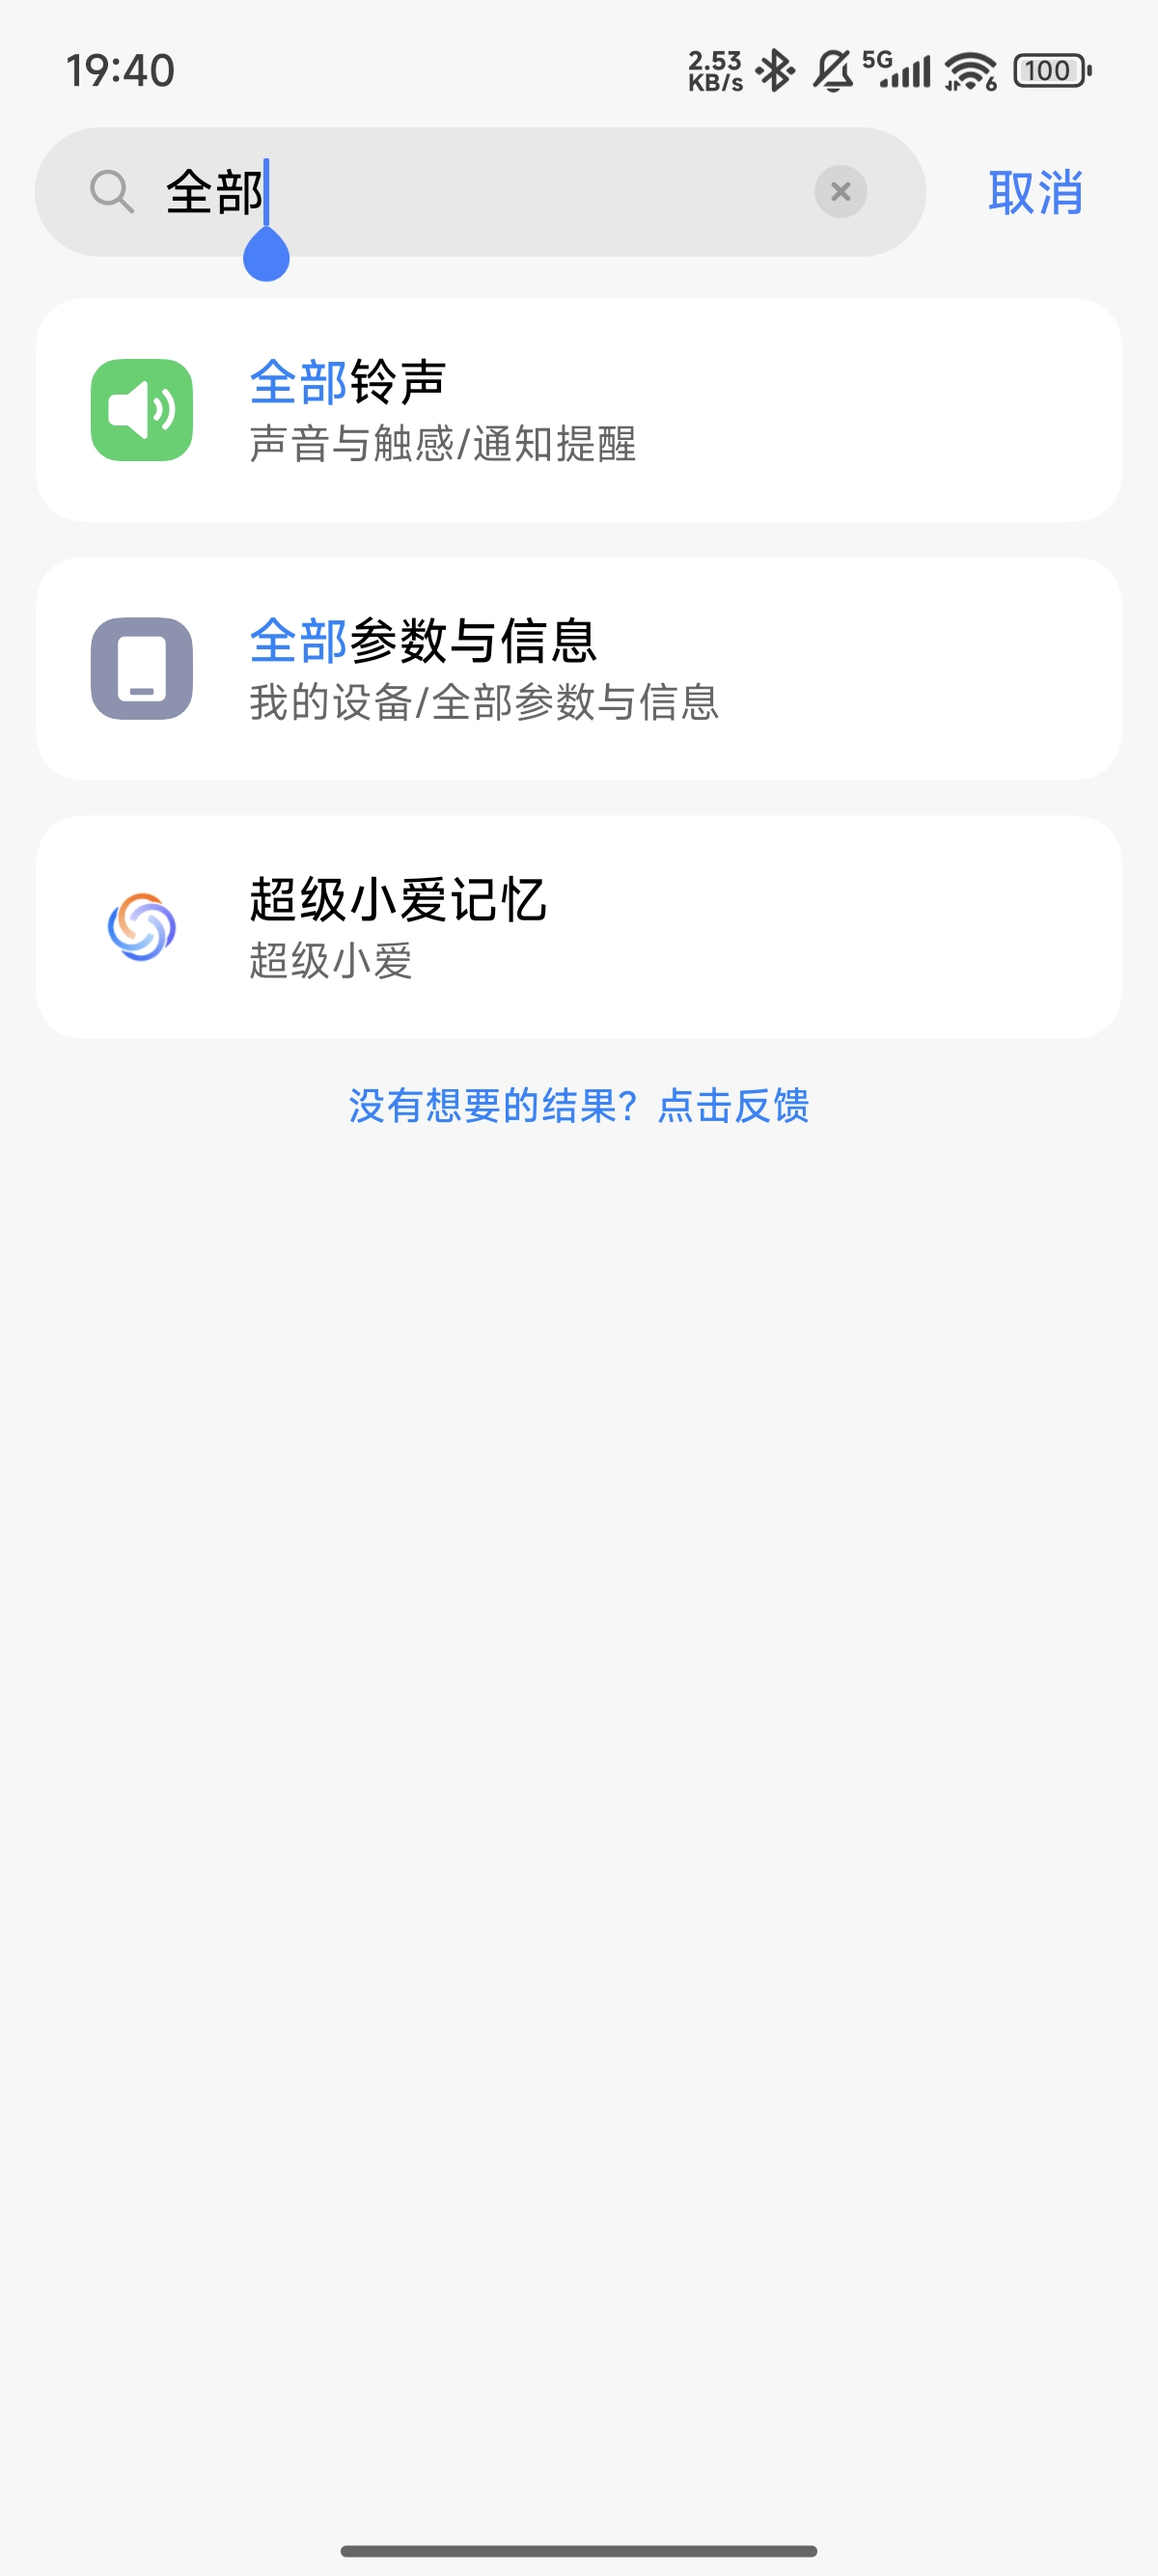 19:40
2.53
KB/s
5G
6
100
全部
取消
全部铃声
声音与触感/通知提醒
全部参数与信息
我的设备/全部参数与信息
超级小爱记忆
超级小爱
没有想要的结果？点击反馈